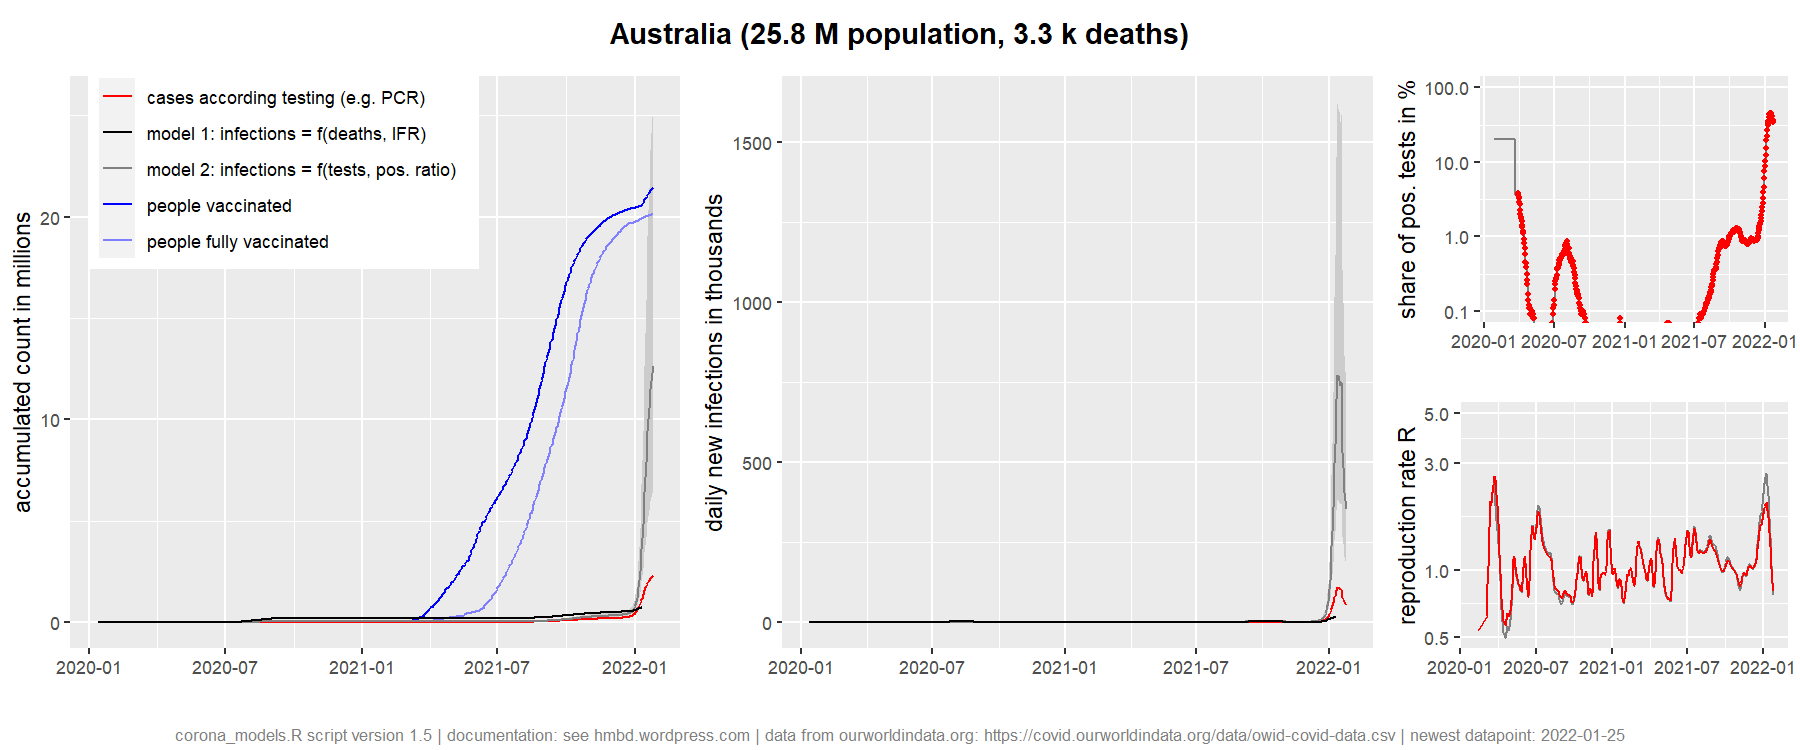 Australia (25.8 M population, 3.3 k deaths)
cases according testing (e.g. PCR)
model 1: infections = f(deaths, IFR)
model 2: infections = f(tests, pos. ratio)
people vaccinated
people fully vaccinated
accumulated count in millions
20
10
0
2020-01 2020-07 2021-01 2021-07 2022-01
daily new infections in thousands
1500
1000
500
0
2020-01 2020-07 2021-01 2021-07 2022-01
share of pos. tests in %
100.0
10.0
1.0
0.1
2020-01 2020-07 2021-01 2021-07 2022-01
reproduction rate R
5.0
3.0
1.0
0.5
2020-01 2020-07 2021-01 2021-07 2022-01
corona_models.R script version 1.5 | documentation: see hmbd.wordpress.com | data from ourworldindata.org: https://covid.ourworldindata.org/data/owid-covid-data.csv | newest datapoint: 2022-01-25